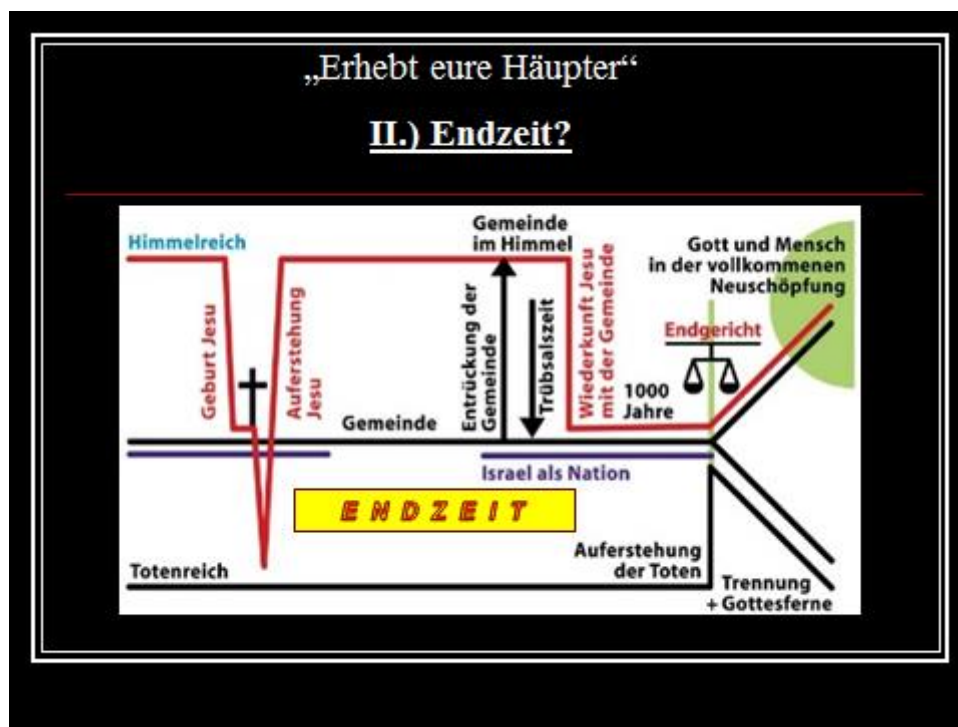 „Erhebt eure Häupter“
II.) Endzeit?
Himmelreich
Geburt Jesu
Auferstehung
Jesu
Gemeinde
Gemeinde
im Himmel
Entrückung der
Gemeinde
Trübsalszeit
Wiederkunft Jesu
mit der Gemeinde
1000
Jahre
Endgericht
Gott und Mensch
in der vollkommenen
Neuschöpfung
Israel als Nation
E N D Z E I T
Totenreich
Auferstehung
der Toten
Trennung
+ Gottesferne